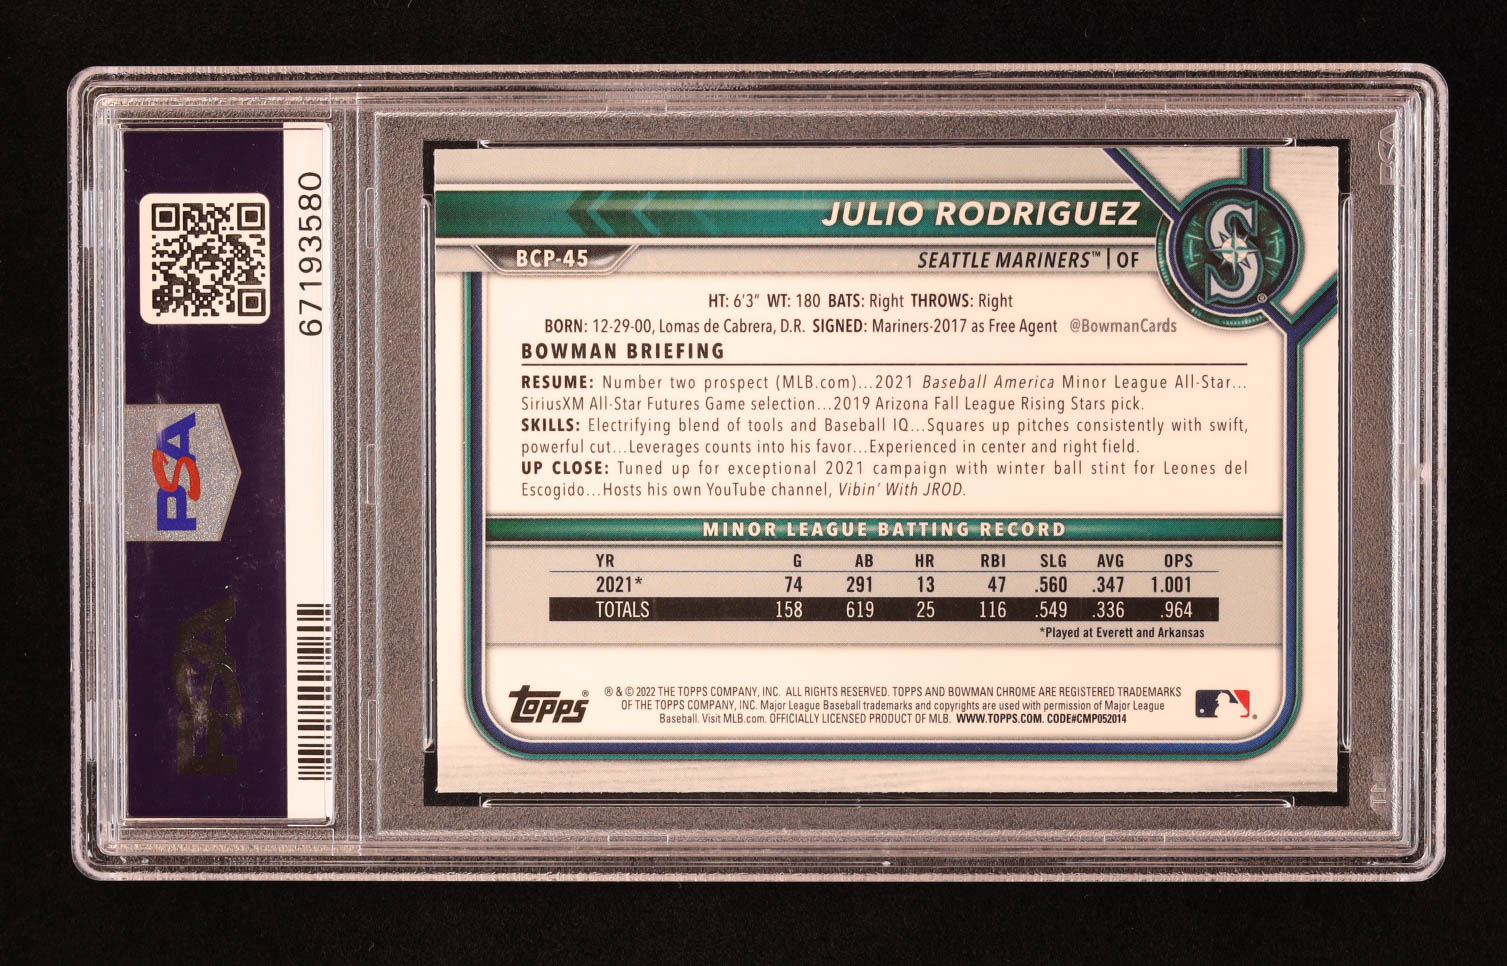 67193580
PSA
PSA
JULIO RODRIGUEZ
BCP-45
SEATTLE MARINERS™ | OF
S
HT: 6'3" WT: 180 BATS: Right THROWS: Right
BORN: 12-29-00, Lomas de Cabrera, D.R. SIGNED: Mariners-2017 as Free Agent @BowmanCards
BOWMAN BRIEFING
RESUME: Number two prospect (MLB.com)...2021 Baseball America Minor League All-Star...
SiriusXM All-Star Futures Game selection...2019 Arizona Fall League Rising Stars pick.
SKILLS: Electrifying blend of tools and Baseball IQ...Squares up pitches consistently with swift,
powerful cut...Leverages counts into his favor...Experienced in center and right field.
UP CLOSE: Tuned up for exceptional 2021 campaign with winter ball stint for Leones del
Escogido...Hosts his own YouTube channel, Vibin' With JROD.
MINOR LEAGUE BATTING RECORD
YR G AB HR RBI SLG AVG OPS
2021* 74 291 13 47 .560 .347 1.001
TOTALS 158 619 25 116 .549 .336 .964
*Played at Everett and Arkansas
Topps®
® & © 2022 THE TOPPS COMPANY, INC. ALL RIGHTS RESERVED. TOPPS AND BOWMAN CHROME ARE REGISTERED TRADEMARKS
OF THE TOPPS COMPANY, INC. Major League Baseball trademarks and copyrights are used with permission of Major League
Baseball. Visit MLB.com. OFFICIALLY LICENSED PRODUCT OF MLB. WWW.TOPPS.COM. CODE#CMP052014
PSA